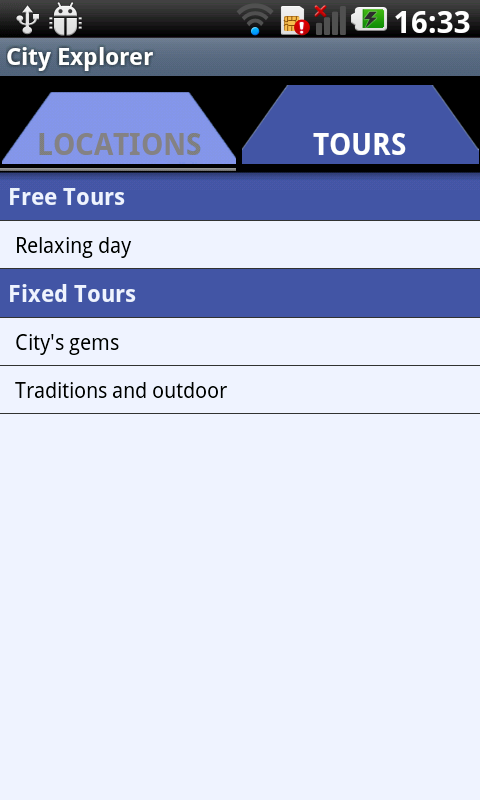 16:33
City Explorer
LOCATIONS
TOURS
Free Tours
Relaxing day
Fixed Tours
City's gems
Traditions and outdoor